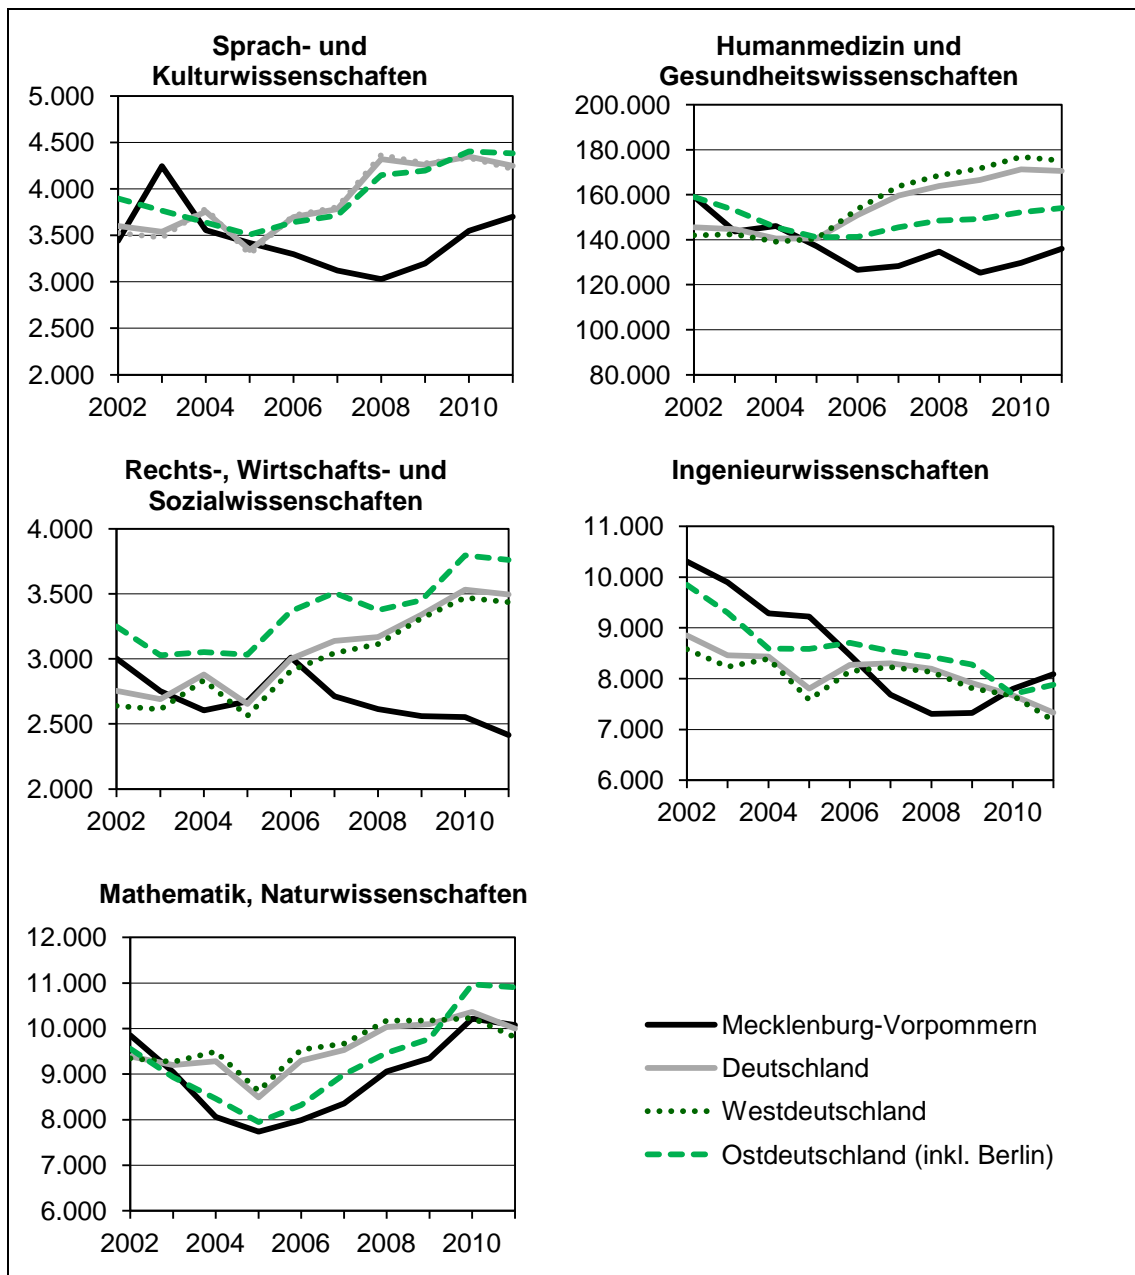 Sprach- und
Kulturwissenschaften
5.000
4.500
4.000
3.500
3.000
2.500
2.000
2002 2004 2006 2008 2010
Humanmedizin und
Gesundheitswissenschaften
200.000
180.000
160.000
140.000
120.000
100.000
80.000
2002 2004 2006 2008 2010
Rechts-, Wirtschafts- und
Sozialwissenschaften
4.000
3.500
3.000
2.500
2.000
2002 2004 2006 2008 2010
Ingenieurwissenschaften
11.000
10.000
9.000
8.000
7.000
6.000
2002 2004 2006 2008 2010
Mathematik, Naturwissenschaften
12.000
11.000
10.000
9.000
8.000
7.000
6.000
2002 2004 2006 2008 2010
Mecklenburg-Vorpommern
Deutschland
Westdeutschland
Ostdeutschland (inkl. Berlin)